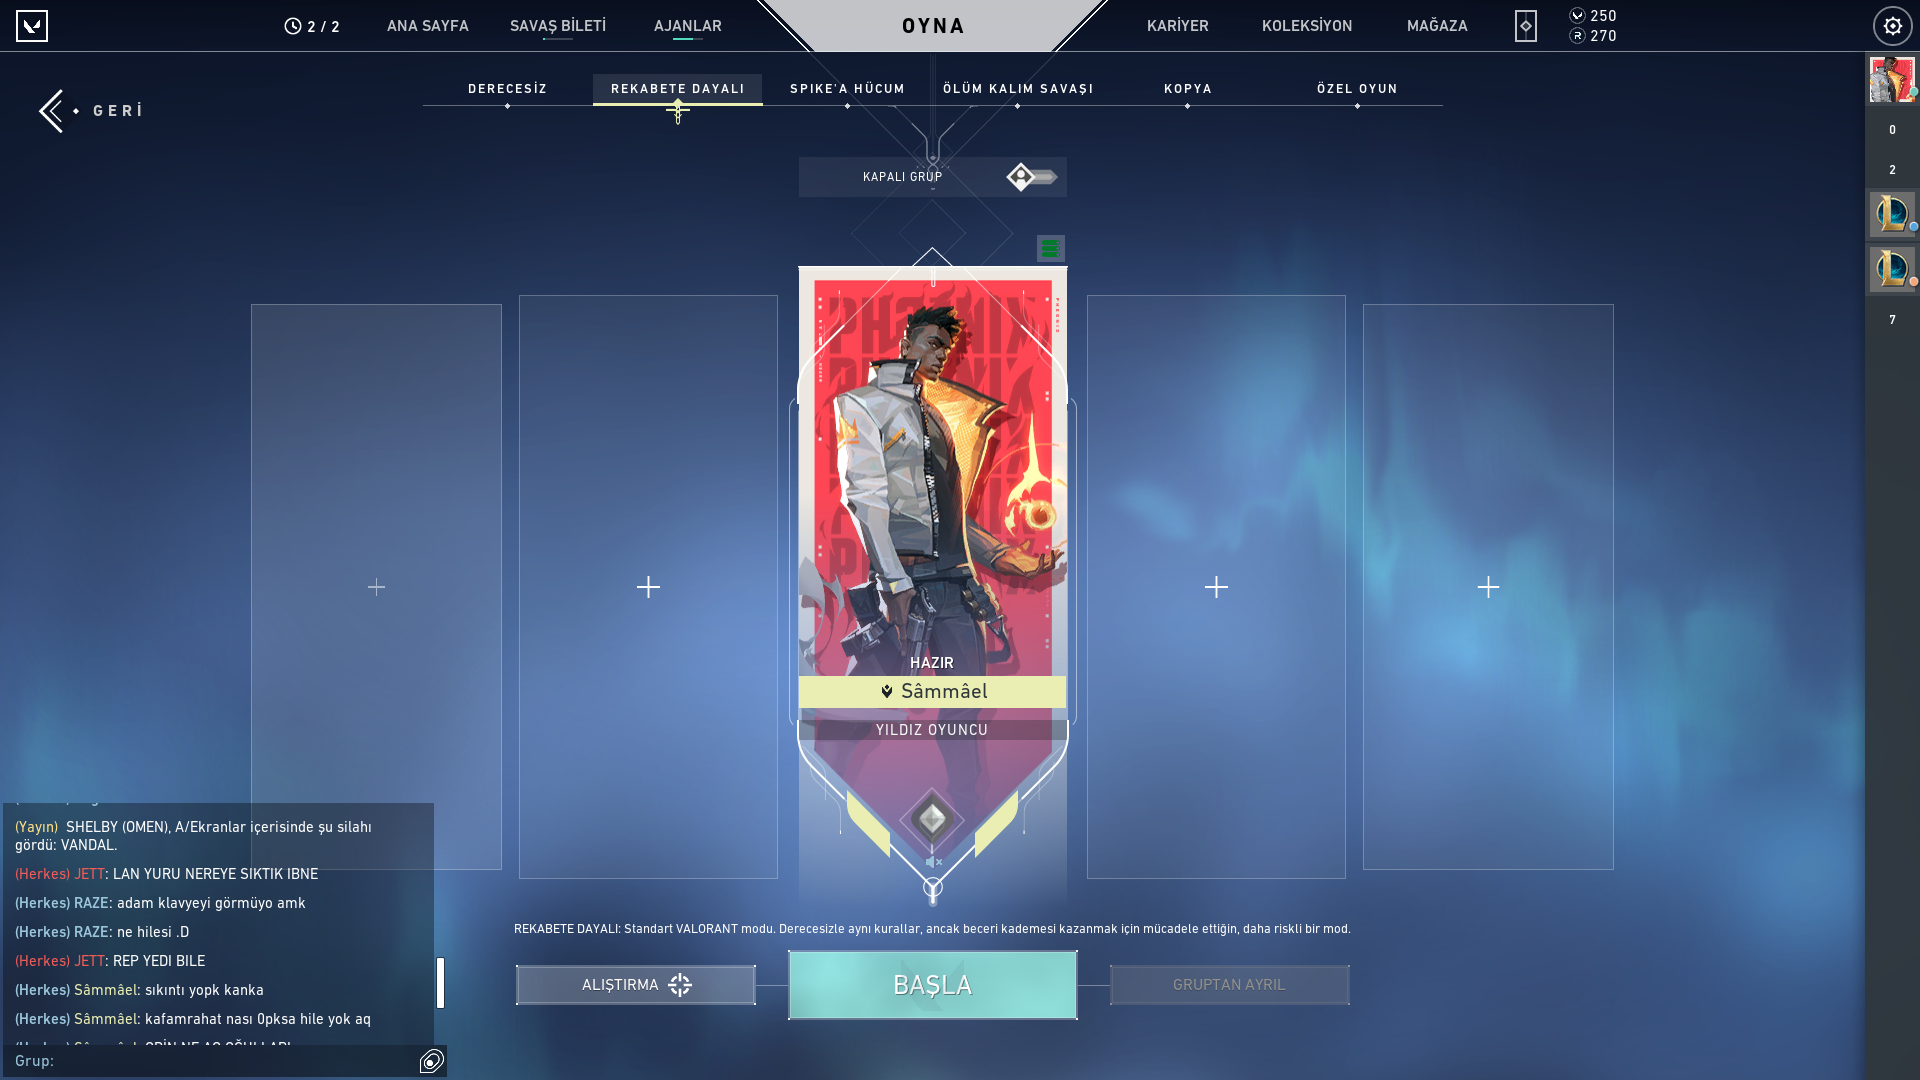 2 / 2
ANA SAYFA
SAVAŞ BİLETİ
AJANLAR
OYNA
KARİYER
KOLEKSİYON
MAĞAZA
250
270
GERİ
DERECESİZ
REKABETE DAYALI
SPIKE'A HÜCUM
ÖLÜM KALIM SAVAŞI
KOPYA
ÖZEL OYUN
KAPALI GRUP
0
2
7
PHOENIX
HAZIR
Sâmmâel
YILDIZ OYUNCU
(Yayın) SHELBY (OMEN), A/Ekranlar içerisinde şu silahı
gördü: VANDAL.
(Herkes) JETT: LAN YURU NEREYE SIKTIK IBNE
(Herkes) RAZE: adam klavyeyi görmüyo amk
(Herkes) RAZE: ne hilesi .D
(Herkes) JETT: REP YEDI BILE
(Herkes) Sâmmâel: sıkıntı yopk kanka
(Herkes) Sâmmâel: kafamrahat nası 0pksa hile yok aq
Grup:
REKABETE DAYALI: Standart VALORANT modu. Derecesizle aynı kurallar, ancak beceri kademesi kazanmak için mücadele ettiğin, daha riskli bir mod.
ALIŞTIRMA
BAŞLA
GRUPTAN AYRIL